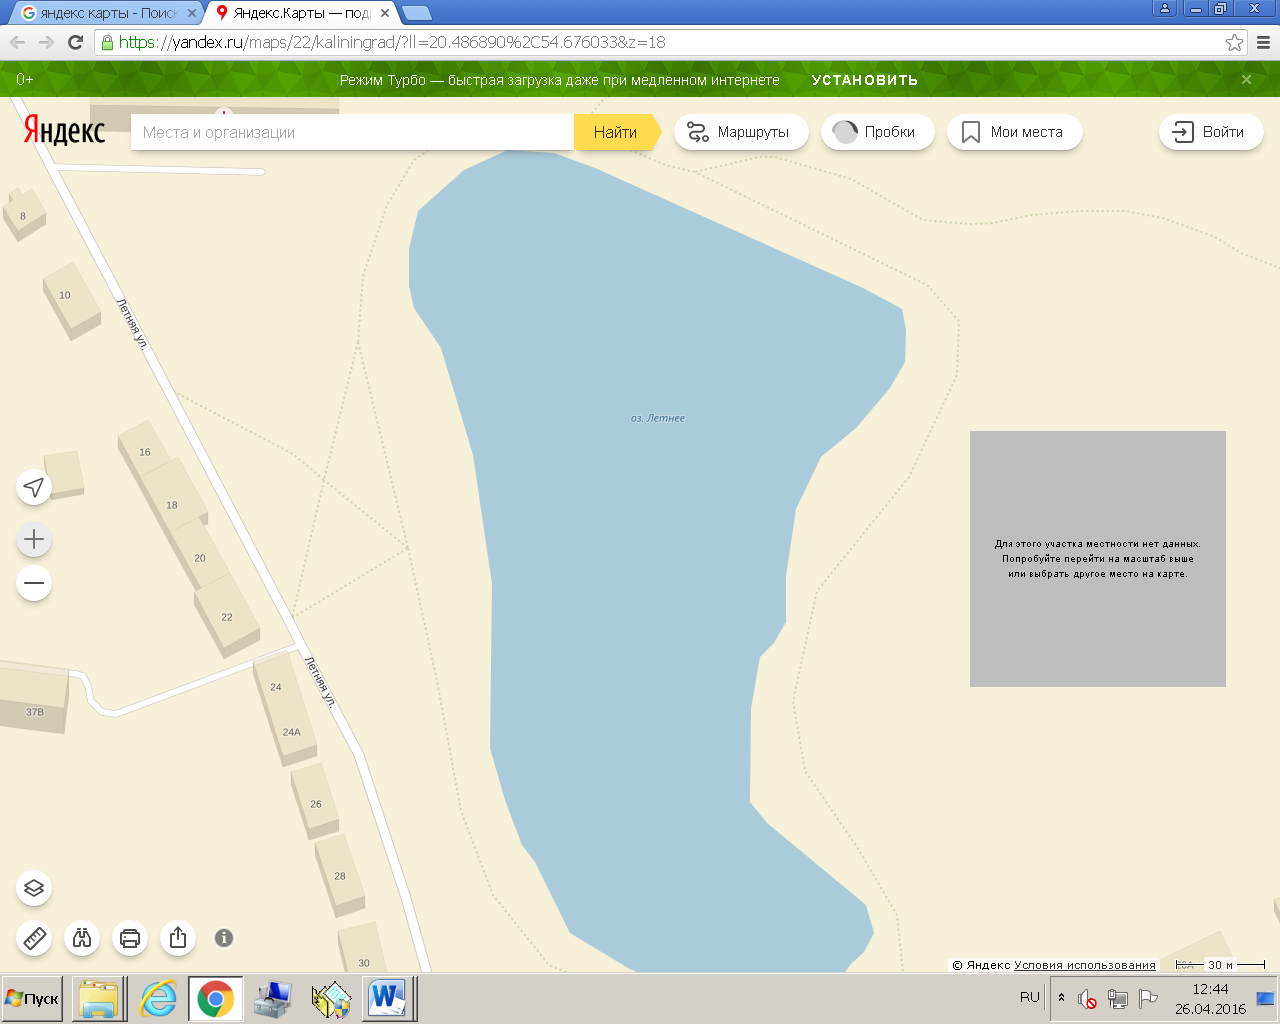 яндекс карты - Поиск
Яндекс.Карты — под
https://yandex.ru/maps/22/kaliningrad/?ll=20.486890%2C54.676033&z=18
0+
Режим Турбо — быстрая загрузка даже при медленном интернете
УСТАНОВИТЬ
Яндекс
Места и организации
Найти
Маршруты
Пробки
Мои места
Войти
8
10
Летняя ул.
оз. Летнее
16
18
20
22
Для этого участка местности нет данных.
Попробуйте перейти на масштаб выше
или выбрать другое место на карте.
24
Летняя ул.
37В
24А
26
28
30
© Яндекс Условия использования
30 м
Пуск
RU
12:44
26.04.2016